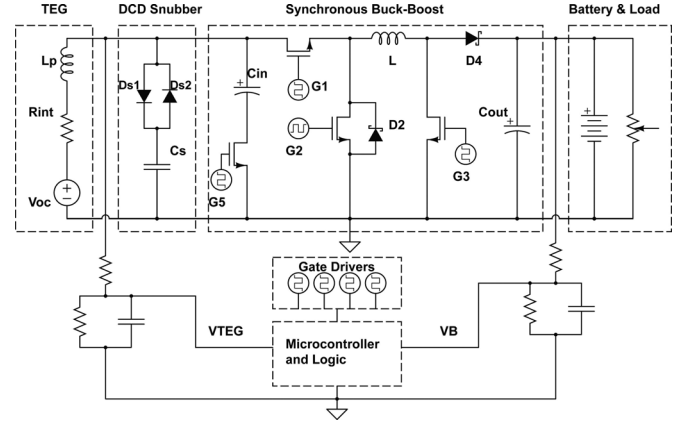 TEG
DCD Snubber
Synchronous Buck-Boost
Battery & Load
Lp
Ds1
Ds2
Cin
+
G1
L
D4
Rint
Cout
+
+
G2
D2
Cs
G3
+
−
Voc
G5
Gate Drivers
VTEG
VB
Microcontroller
and Logic